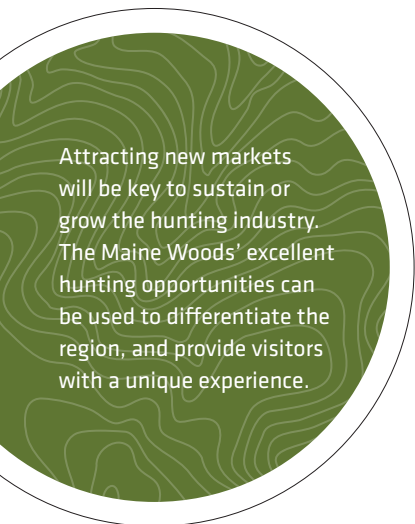 Attracting new markets
will be key to sustain or
grow the hunting industry.
The Maine Woods’ excellent
hunting opportunities can
be used to differentiate the
region, and provide visitors
with a unique experience.